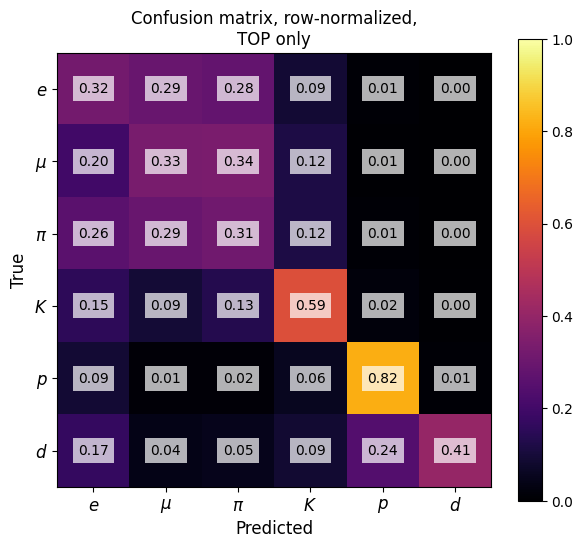 Confusion matrix, row-normalized,
TOP only
True
e 0.32 0.29 0.28 0.09 0.01 0.00
μ 0.20 0.33 0.34 0.12 0.01 0.00
π 0.26 0.29 0.31 0.12 0.01 0.00
K 0.15 0.09 0.13 0.59 0.02 0.00
p 0.09 0.01 0.02 0.06 0.82 0.01
d 0.17 0.04 0.05 0.09 0.24 0.41
e μ π K p d
Predicted
1.0
0.8
0.6
0.4
0.2
0.0